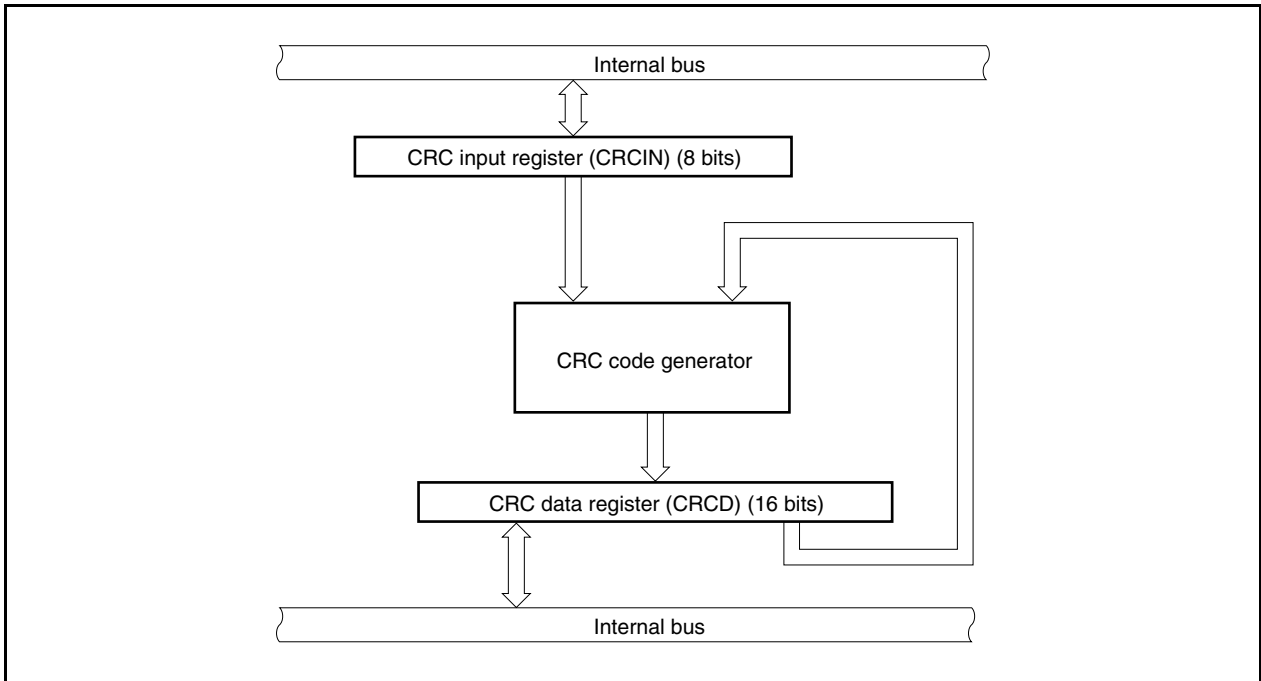 Internal bus
CRC input register (CRCIN) (8 bits)
CRC code generator
CRC data register (CRCD) (16 bits)
Internal bus